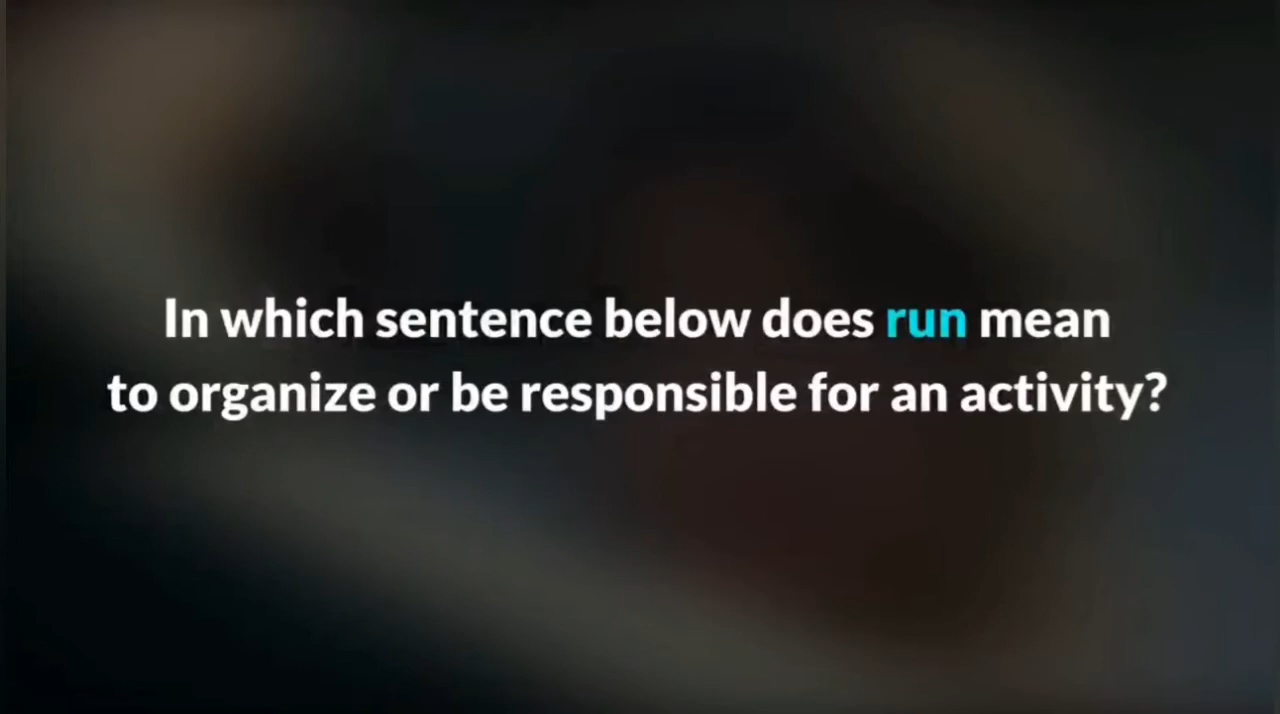 In which sentence below does run mean
to organize or be responsible for an activity?